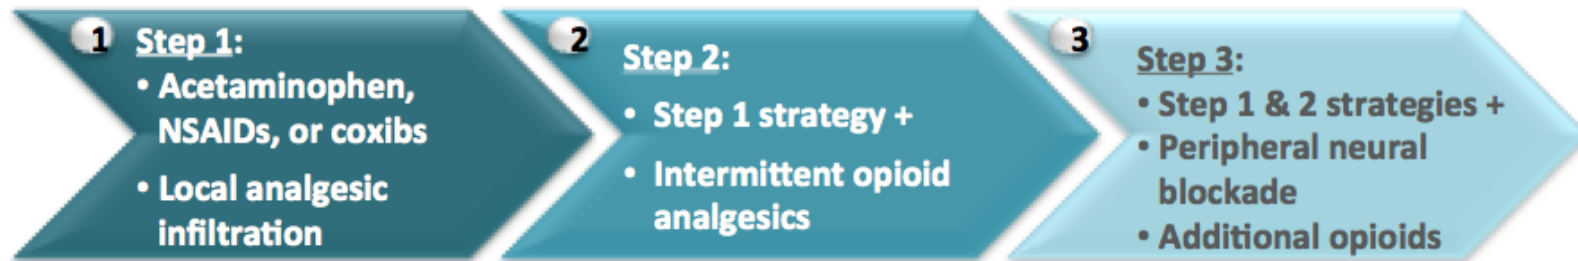 1
Step 1:
• Acetaminophen,
NSAIDs, or coxibs
• Local analgesic
infiltration
2
Step 2:
• Step 1 strategy +
• Intermittent opioid
analgesics
3
Step 3:
• Step 1 & 2 strategies +
• Peripheral neural
blockade
• Additional opioids